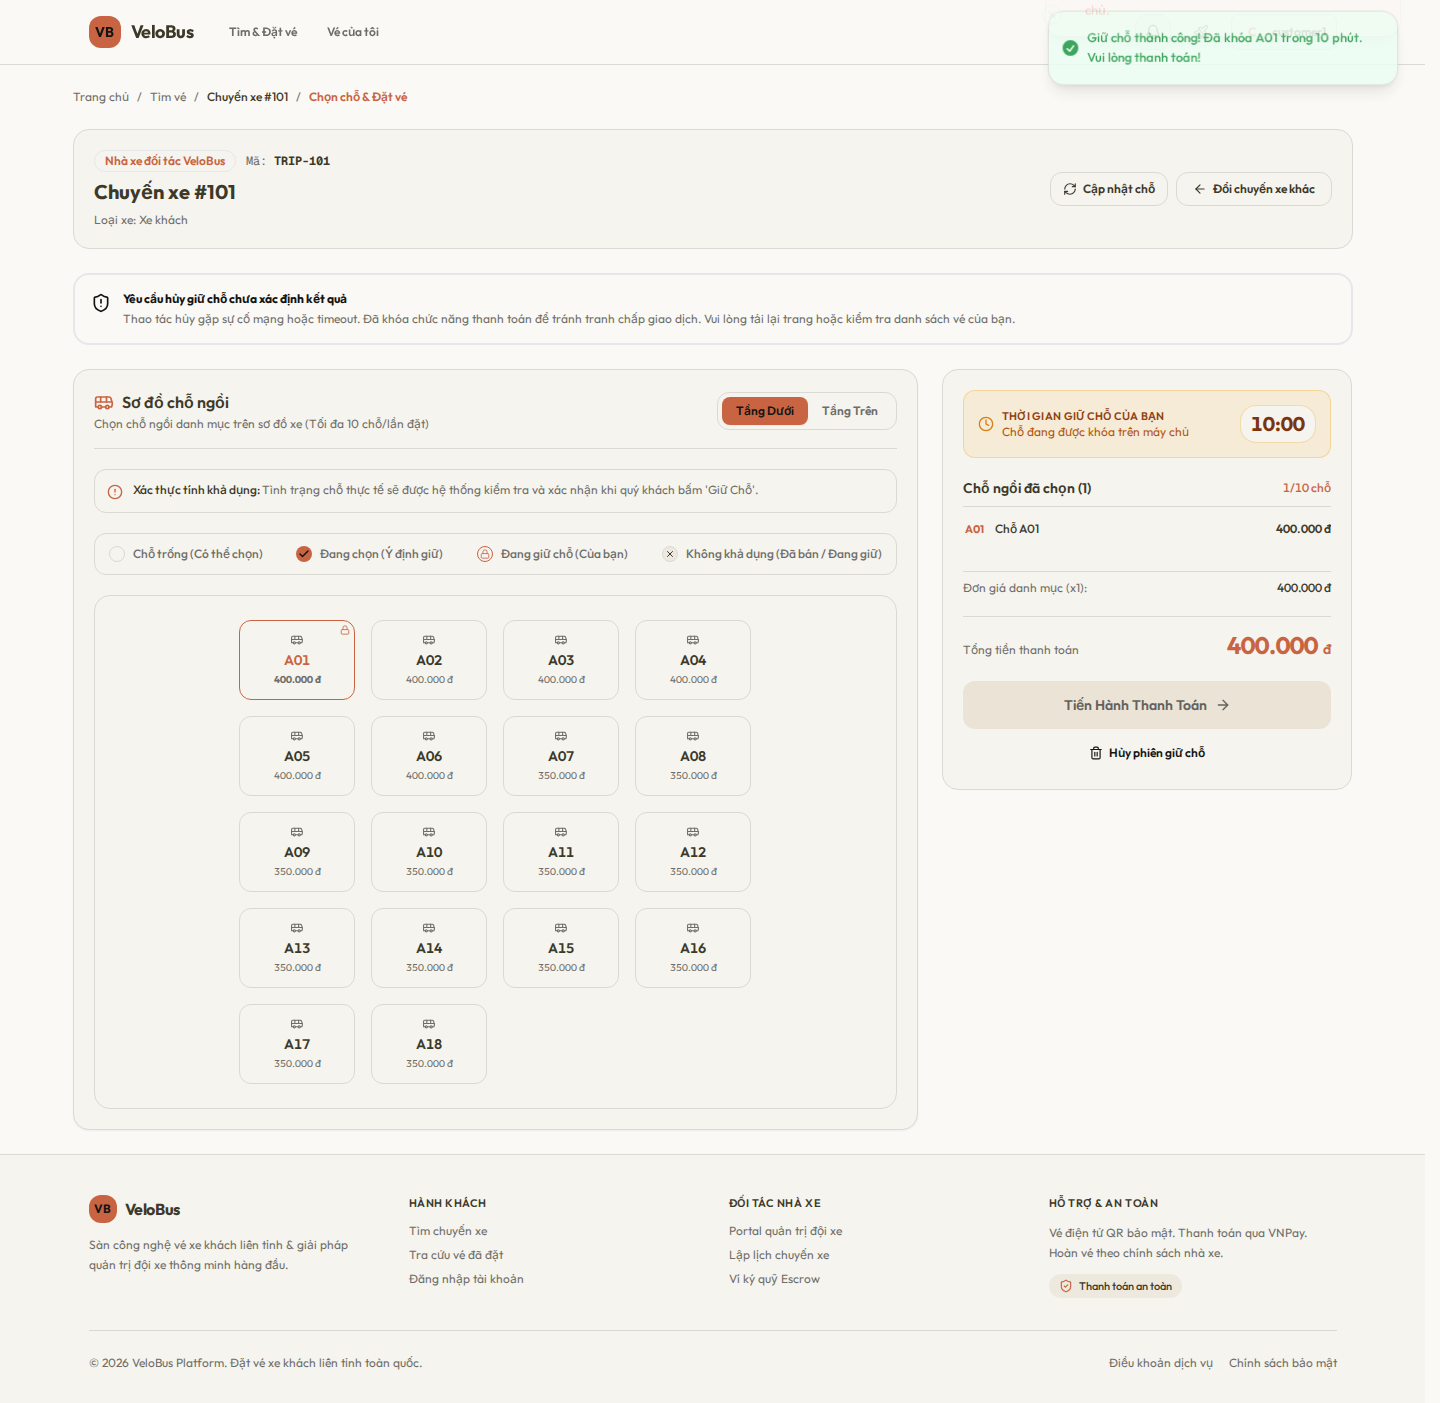 VB VeloBus Tìm & Đặt vé Vé của tôi
chủ.
Giữ chỗ thành công! Đã khóa A01 trong 10 phút.
Vui lòng thanh toán!
Trang chủ / Tìm vé / Chuyến xe #101 / Chọn chỗ & Đặt vé
Nhà xe đối tác VeloBus Mã: TRIP-101
Chuyến xe #101
Loại xe: Xe khách
Cập nhật chỗ
Đổi chuyến xe khác
Yêu cầu hủy giữ chỗ chưa xác định kết quả
Thao tác hủy gặp sự cố mạng hoặc timeout. Đã khóa chức năng thanh toán để tránh tranh chấp giao dịch. Vui lòng tải lại trang hoặc kiểm tra danh sách vé của bạn.
Sơ đồ chỗ ngồi
Chọn chỗ ngồi danh mục trên sơ đồ xe (Tối đa 10 chỗ/lần đặt)
Tầng Dưới Tầng Trên
Xác thực tính khả dụng: Tình trạng chỗ thực tế sẽ được hệ thống kiểm tra và xác nhận khi quý khách bấm 'Giữ Chỗ'.
Chỗ trống (Có thể chọn) Đang chọn (Ý định giữ) Đang giữ chỗ (Của bạn) Không khả dụng (Đã bán / Đang giữ)
A01 A02 A03 A04
400.000 đ 400.000 đ 400.000 đ 400.000 đ
A05 A06 A07 A08
400.000 đ 400.000 đ 350.000 đ 350.000 đ
A09 A10 A11 A12
350.000 đ 350.000 đ 350.000 đ 350.000 đ
A13 A14 A15 A16
350.000 đ 350.000 đ 350.000 đ 350.000 đ
A17 A18
350.000 đ 350.000 đ
THỜI GIAN GIỮ CHỖ CỦA BẠN
Chỗ đang được khóa trên máy chủ
10:00
Chỗ ngồi đã chọn (1) 1/10 chỗ
A01 Chỗ A01 400.000 đ
Đơn giá danh mục (x1): 400.000 đ
Tổng tiền thanh toán 400.000 đ
Tiến Hành Thanh Toán
Hủy phiên giữ chỗ
VB VeloBus
Sàn công nghệ vé xe khách liên tỉnh & giải pháp
quản trị đội xe thông minh hàng đầu.
HÀNH KHÁCH
Tìm chuyến xe
Tra cứu vé đã đặt
Đăng nhập tài khoản
ĐỐI TÁC NHÀ XE
Portal quản trị đội xe
Lập lịch chuyến xe
Ví ký quỹ Escrow
HỖ TRỢ & AN TOÀN
Vé điện tử QR bảo mật. Thanh toán qua VNPay.
Hoàn vé theo chính sách nhà xe.
Thanh toán an toàn
© 2026 VeloBus Platform. Đặt vé xe khách liên tỉnh toàn quốc.
Điều khoản dịch vụ Chính sách bảo mật